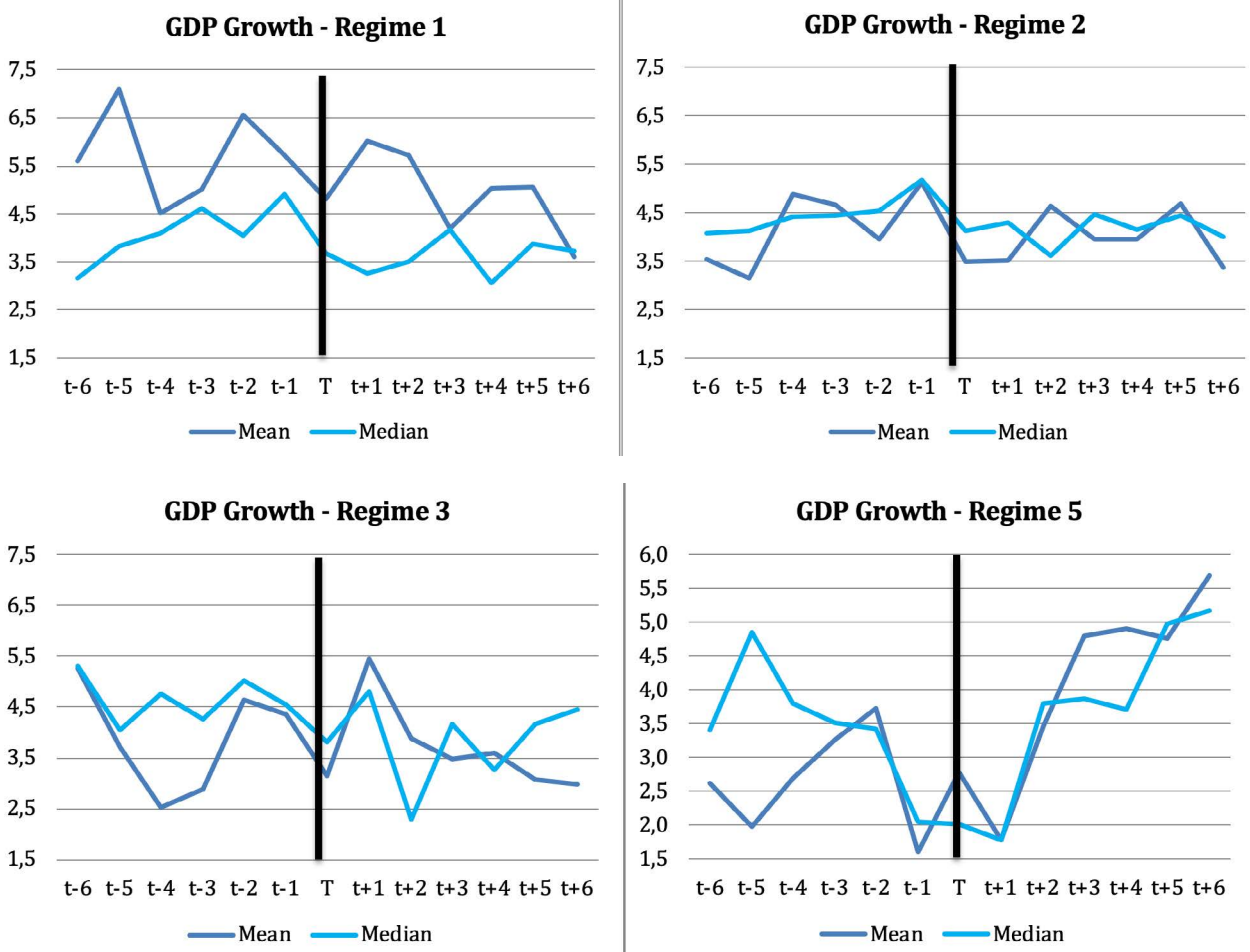 GDP Growth - Regime 1
7,5
6,5
5,5
4,5
3,5
2,5
1,5
t-6 t-5 t-4 t-3 t-2 t-1 T t+1 t+2 t+3 t+4 t+5 t+6
Mean Median
GDP Growth - Regime 2
7,5
6,5
5,5
4,5
3,5
2,5
1,5
t-6 t-5 t-4 t-3 t-2 t-1 T t+1 t+2 t+3 t+4 t+5 t+6
Mean Median
GDP Growth - Regime 3
7,5
6,5
5,5
4,5
3,5
2,5
1,5
t-6 t-5 t-4 t-3 t-2 t-1 T t+1 t+2 t+3 t+4 t+5 t+6
Mean Median
GDP Growth - Regime 5
6,0
5,5
5,0
4,5
4,0
3,5
3,0
2,5
2,0
1,5
t-6 t-5 t-4 t-3 t-2 t-1 T t+1 t+2 t+3 t+4 t+5 t+6
Mean Median